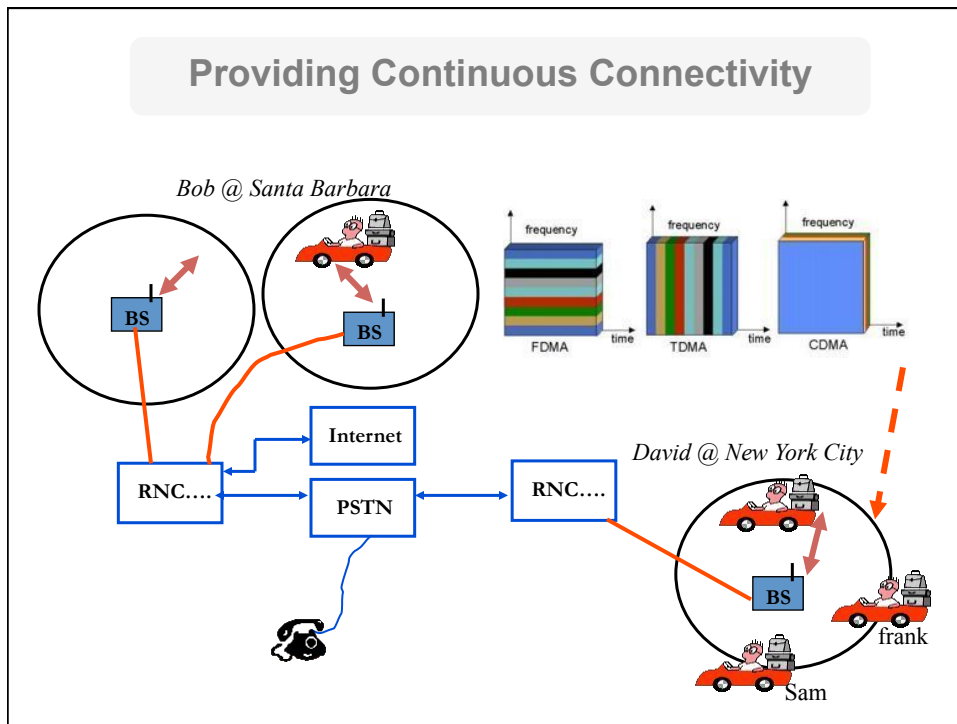 Providing Continuous Connectivity
Bob @ Santa Barbara
BS
BS
frequency
time
FDMA
frequency
time
TDMA
frequency
time
CDMA
Internet
RNC....
PSTN
RNC....
David @ New York City
BS
frank
Sam